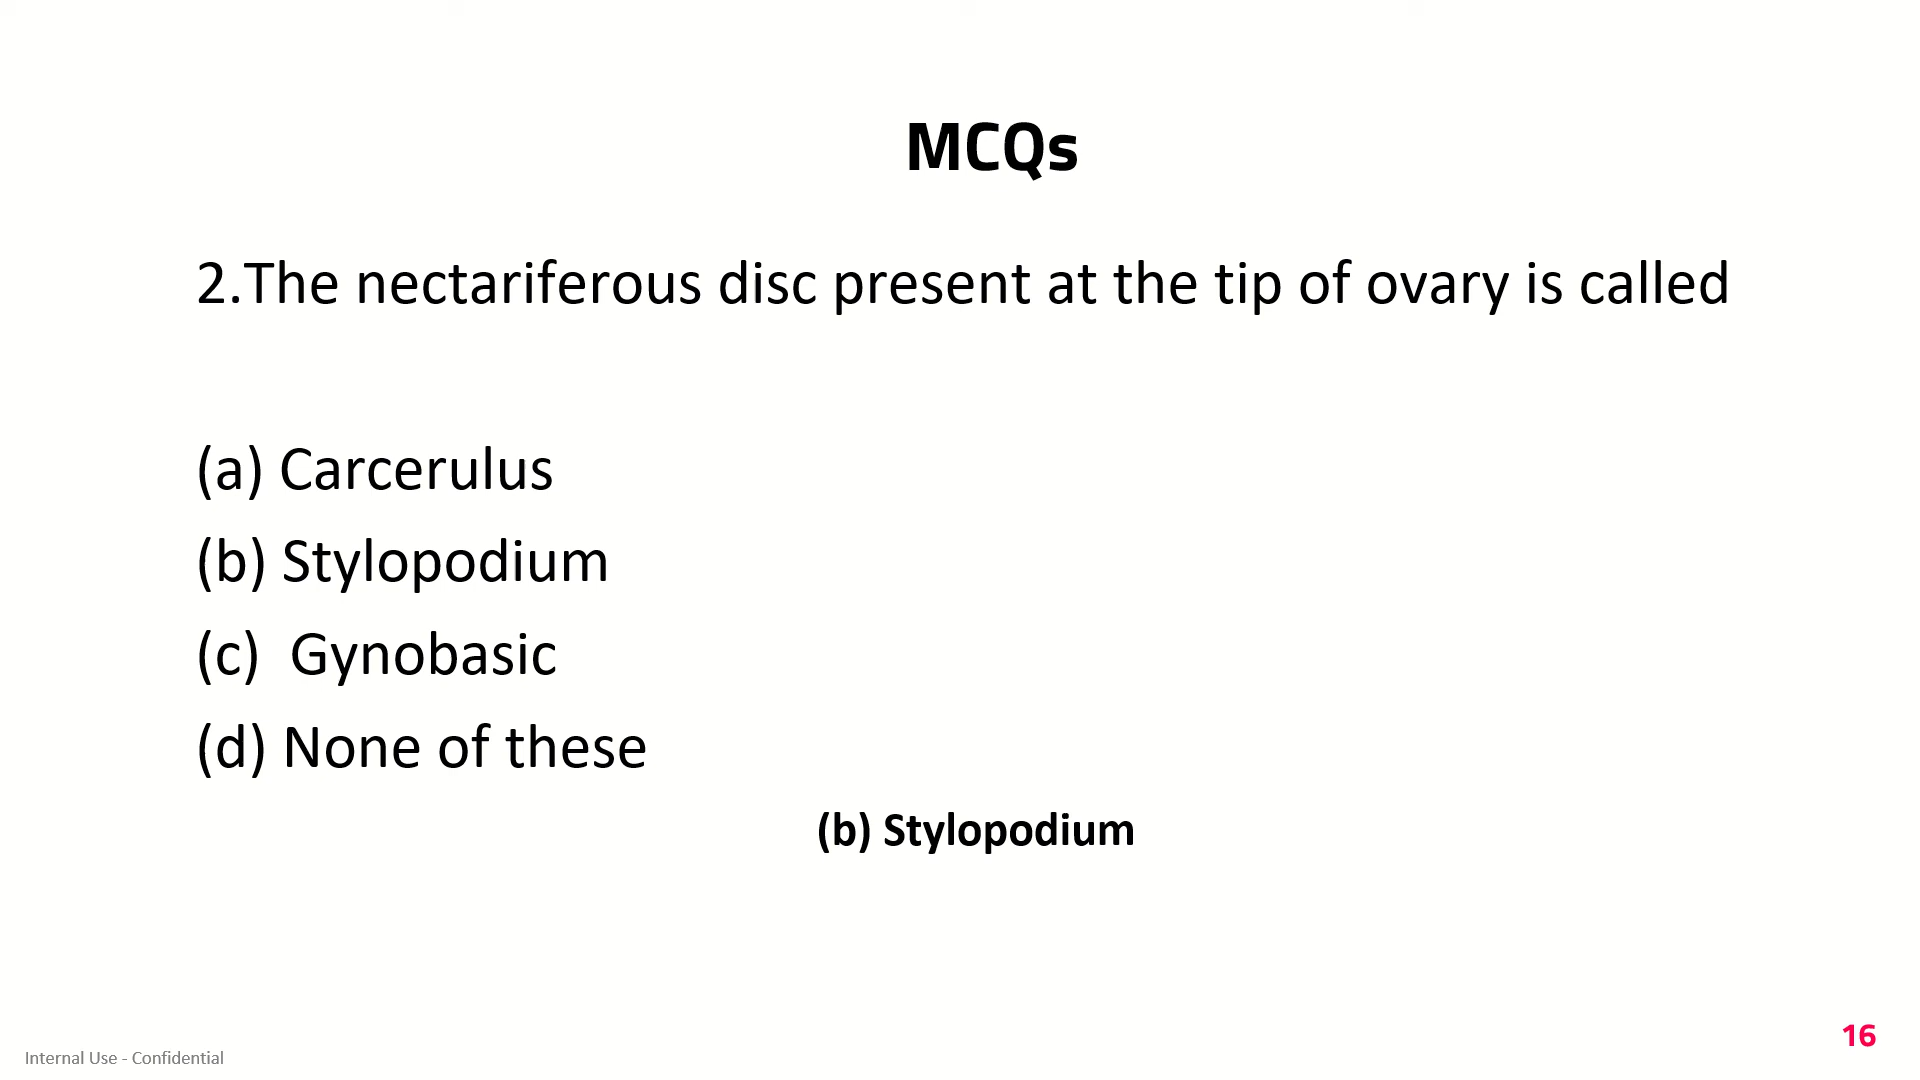 MCQs
2.The nectariferous disc present at the tip of ovary is called
(a) Carcerulus
(b) Stylopodium
(c)  Gynobasic
(d) None of these
(b) Stylopodium
16
Internal Use - Confidential